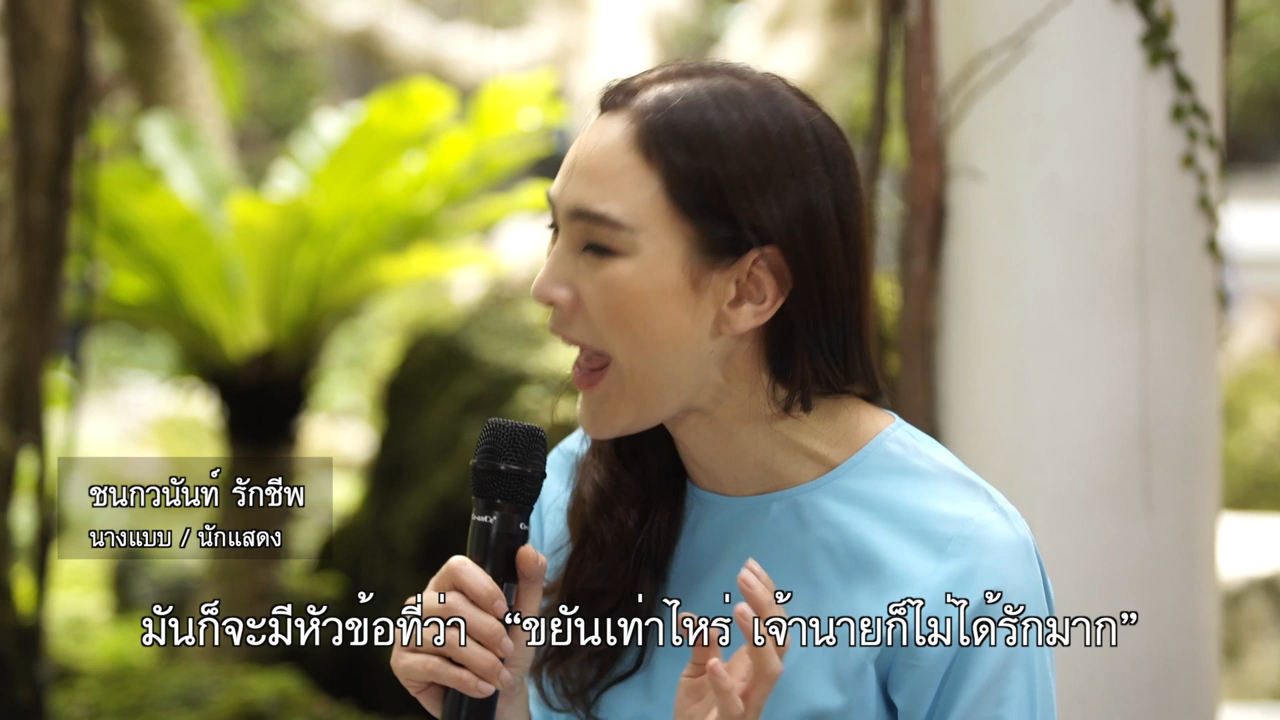 ชนกวนันท์ รักชีพ
นางแบบ / นักแสดง
มันก็จะมีหัวข้อที่ว่า “ขยันเท่าไหร่ เจ้านายก็ไม่ได้รักมาก”